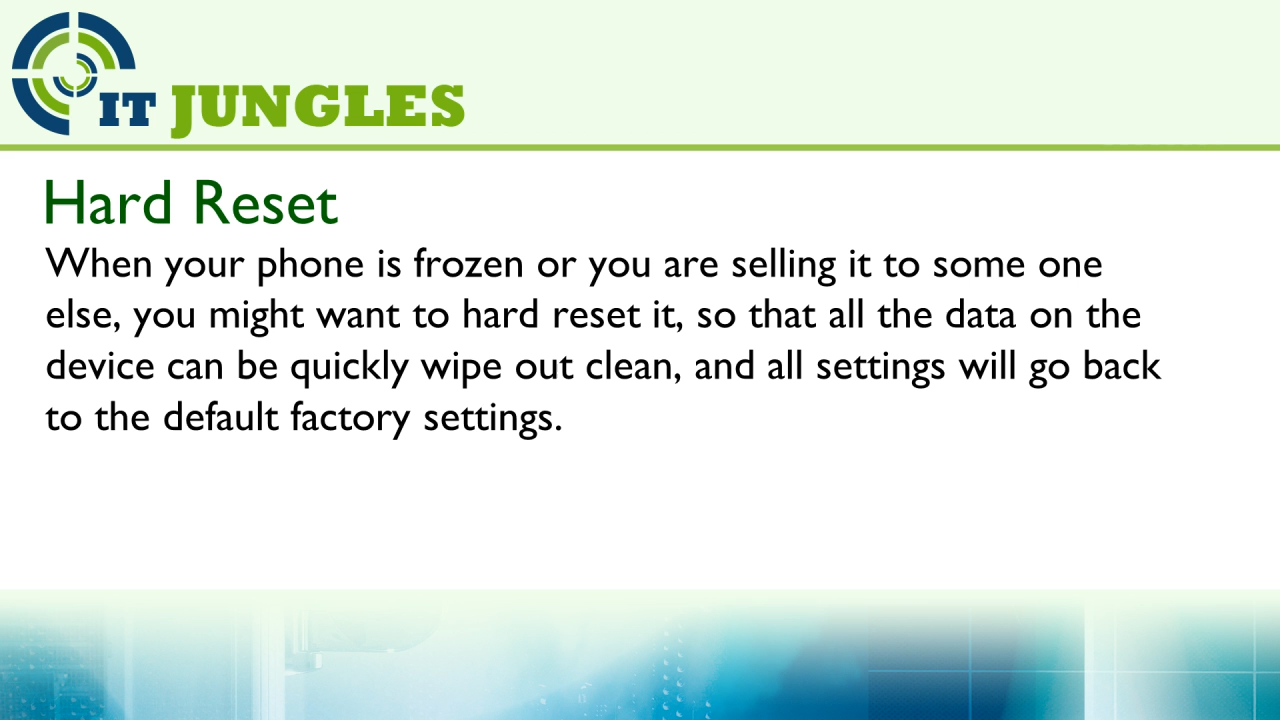 IT JUNGLES
Hard Reset
When your phone is frozen or you are selling it to some one
else, you might want to hard reset it, so that all the data on the
device can be quickly wipe out clean, and all settings will go back
to the default factory settings.